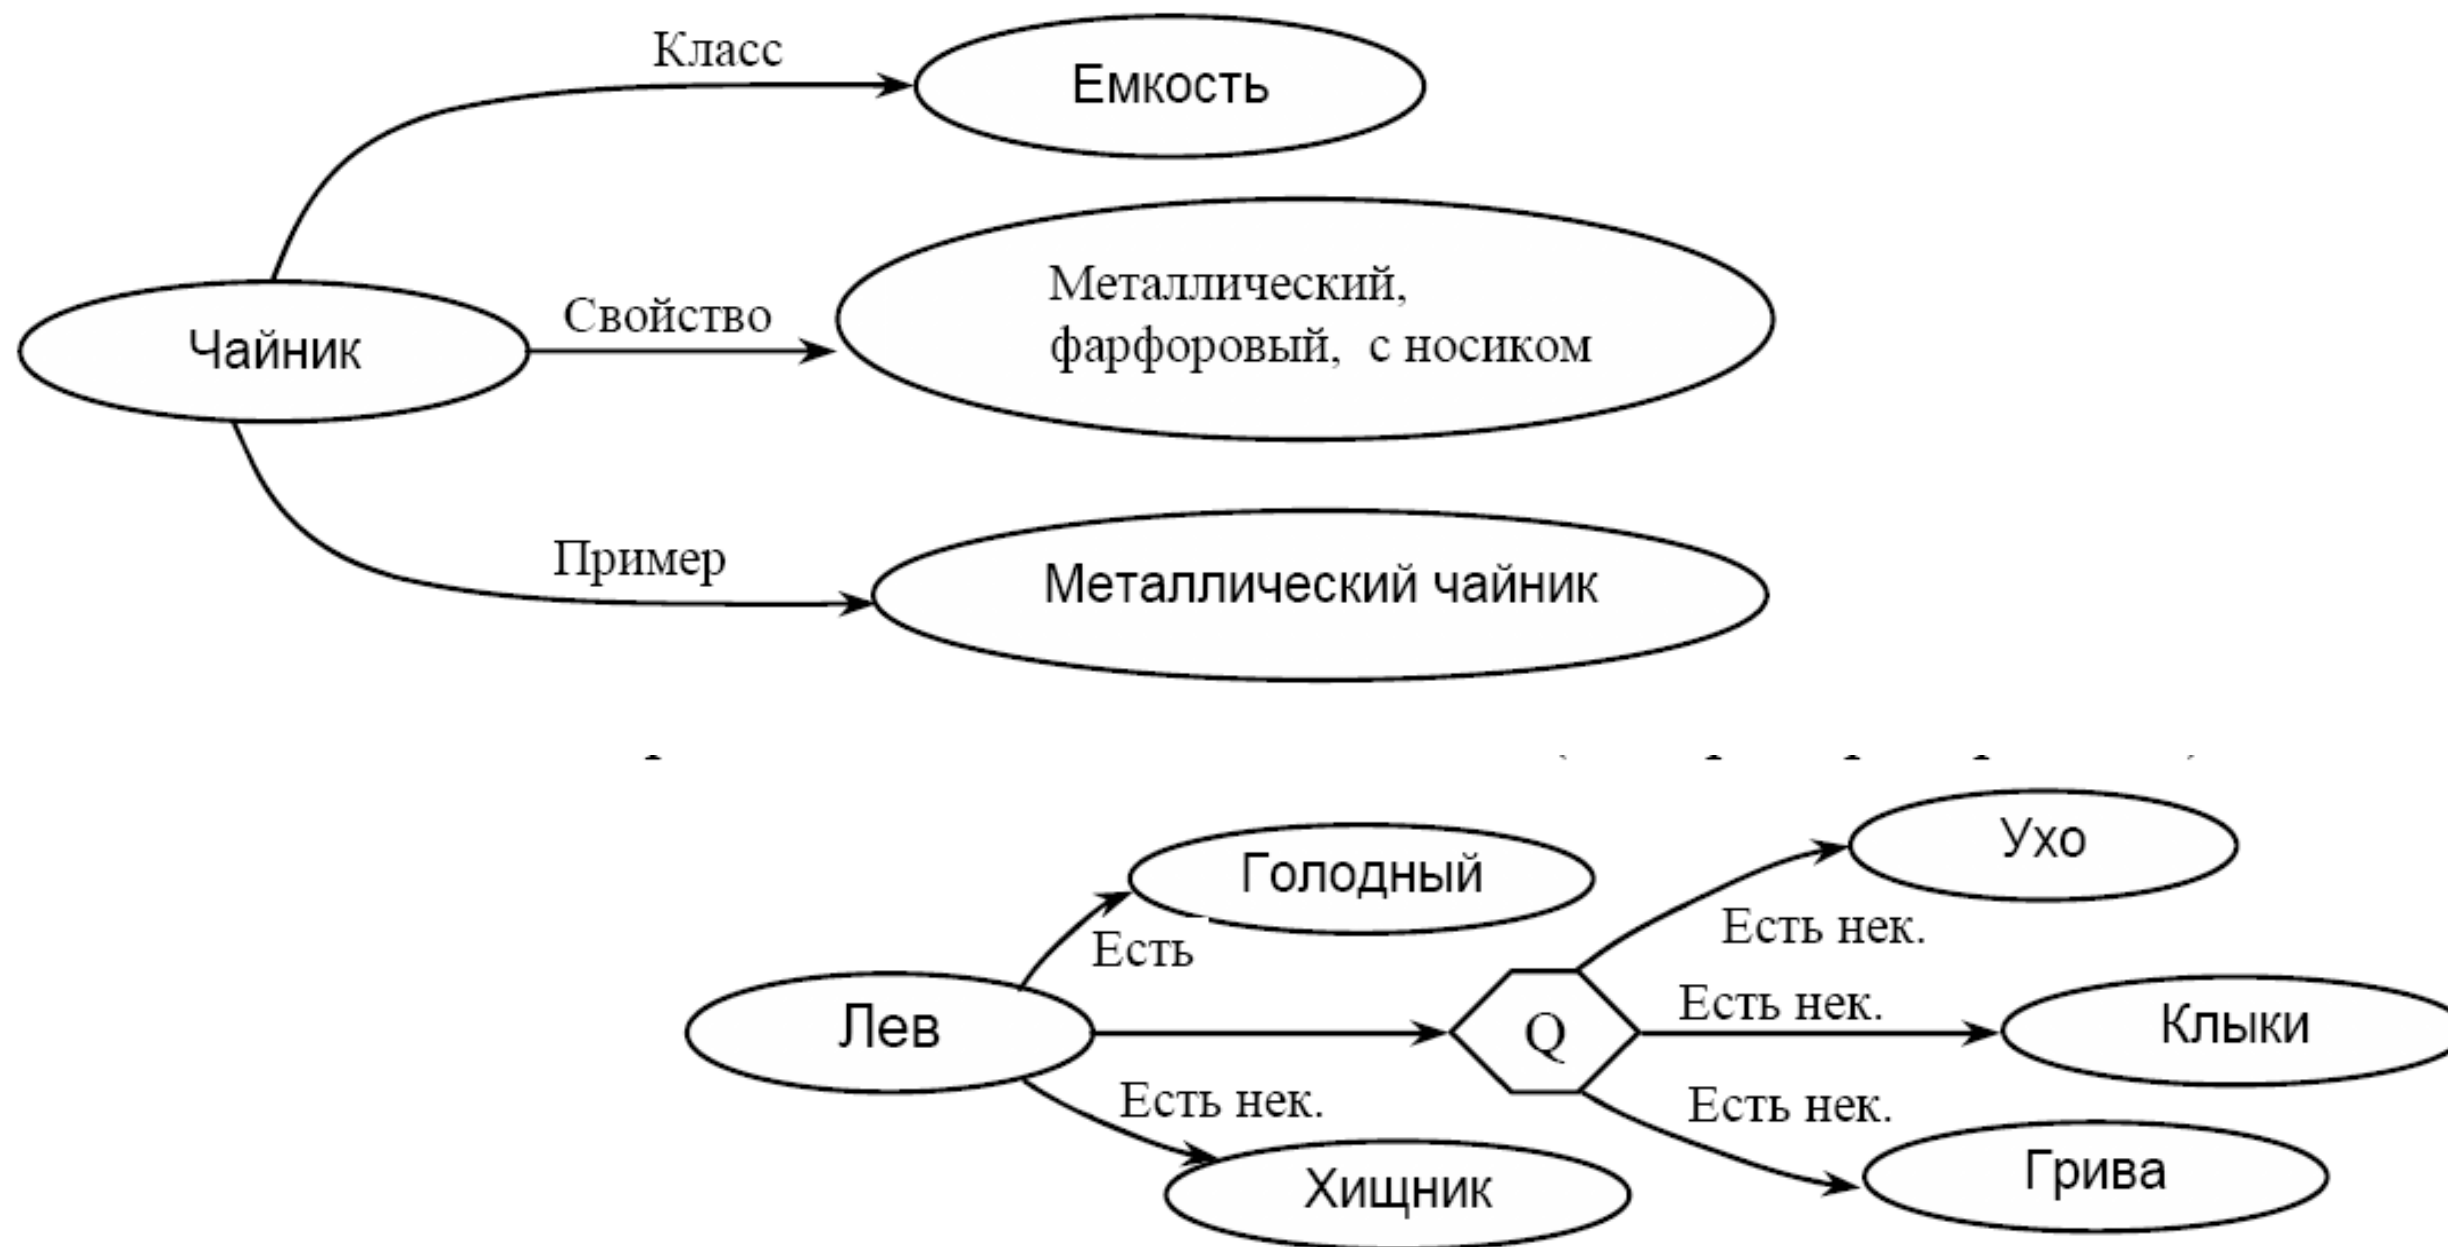 Класс
Емкость
Металлический,
фарфоровый, с носиком
Свойство
Чайник
Пример
Металлический чайник
Ухо
Голодный
Есть нек.
Есть
Есть нек.
Клыки
Лев
Q
Есть нек.
Есть нек.
Грива
Хищник